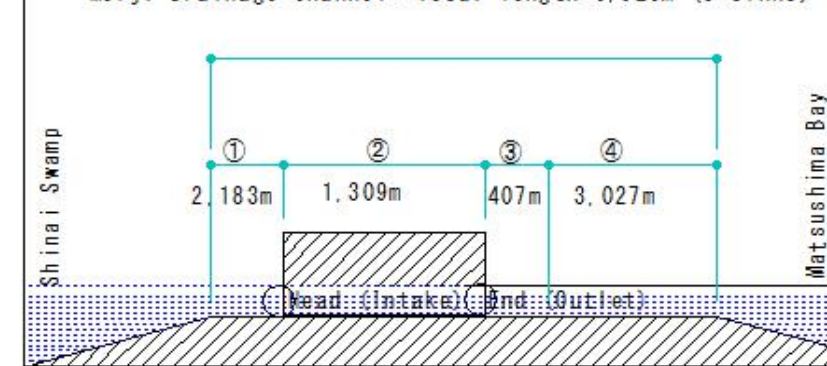 ①
②
③
④
2,183m
1,309m
407m
3,027m
Shinai Swamp
Matsushima Bay
Head (Intake)
End (Outlet)